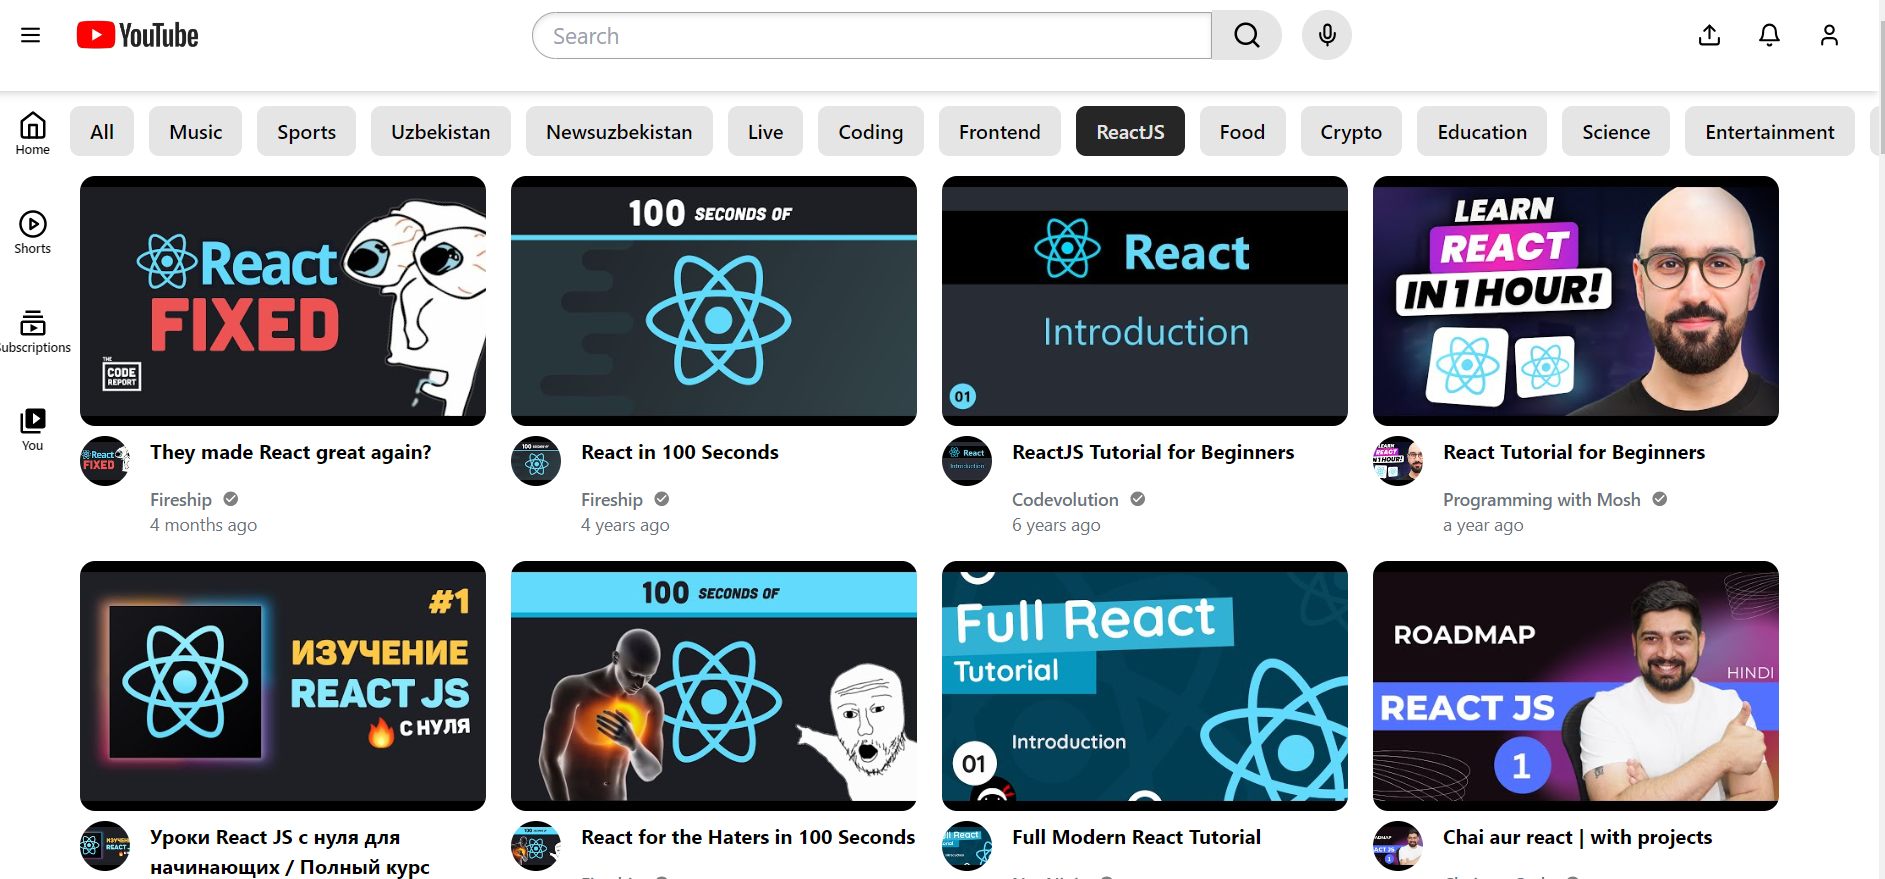 YouTube
Search
Home
Shorts
ubscriptions
You
All
Music
Sports
Uzbekistan
Newsuzbekistan
Live
Coding
Frontend
ReactJS
Food
Crypto
Education
Science
Entertainment
React
FIXED
THE
CODE
REPORT
They made React great again?
Fireship
4 months ago
100 SECONDS OF
React in 100 Seconds
Fireship
4 years ago
React
Introduction
01
ReactJS Tutorial for Beginners
Codevolution
6 years ago
LEARN
REACT
IN 1 HOUR!
React Tutorial for Beginners
Programming with Mosh
a year ago
#1
ИЗУЧЕНИЕ
REACT JS
С НУЛЯ
Уроки React JS с нуля для
начинающих / Полный курс
100 SECONDS OF
React for the Haters in 100 Seconds
Full React
Tutorial
Introduction
01
Full Modern React Tutorial
ROADMAP
HINDI
REACT JS
1
Chai aur react | with projects